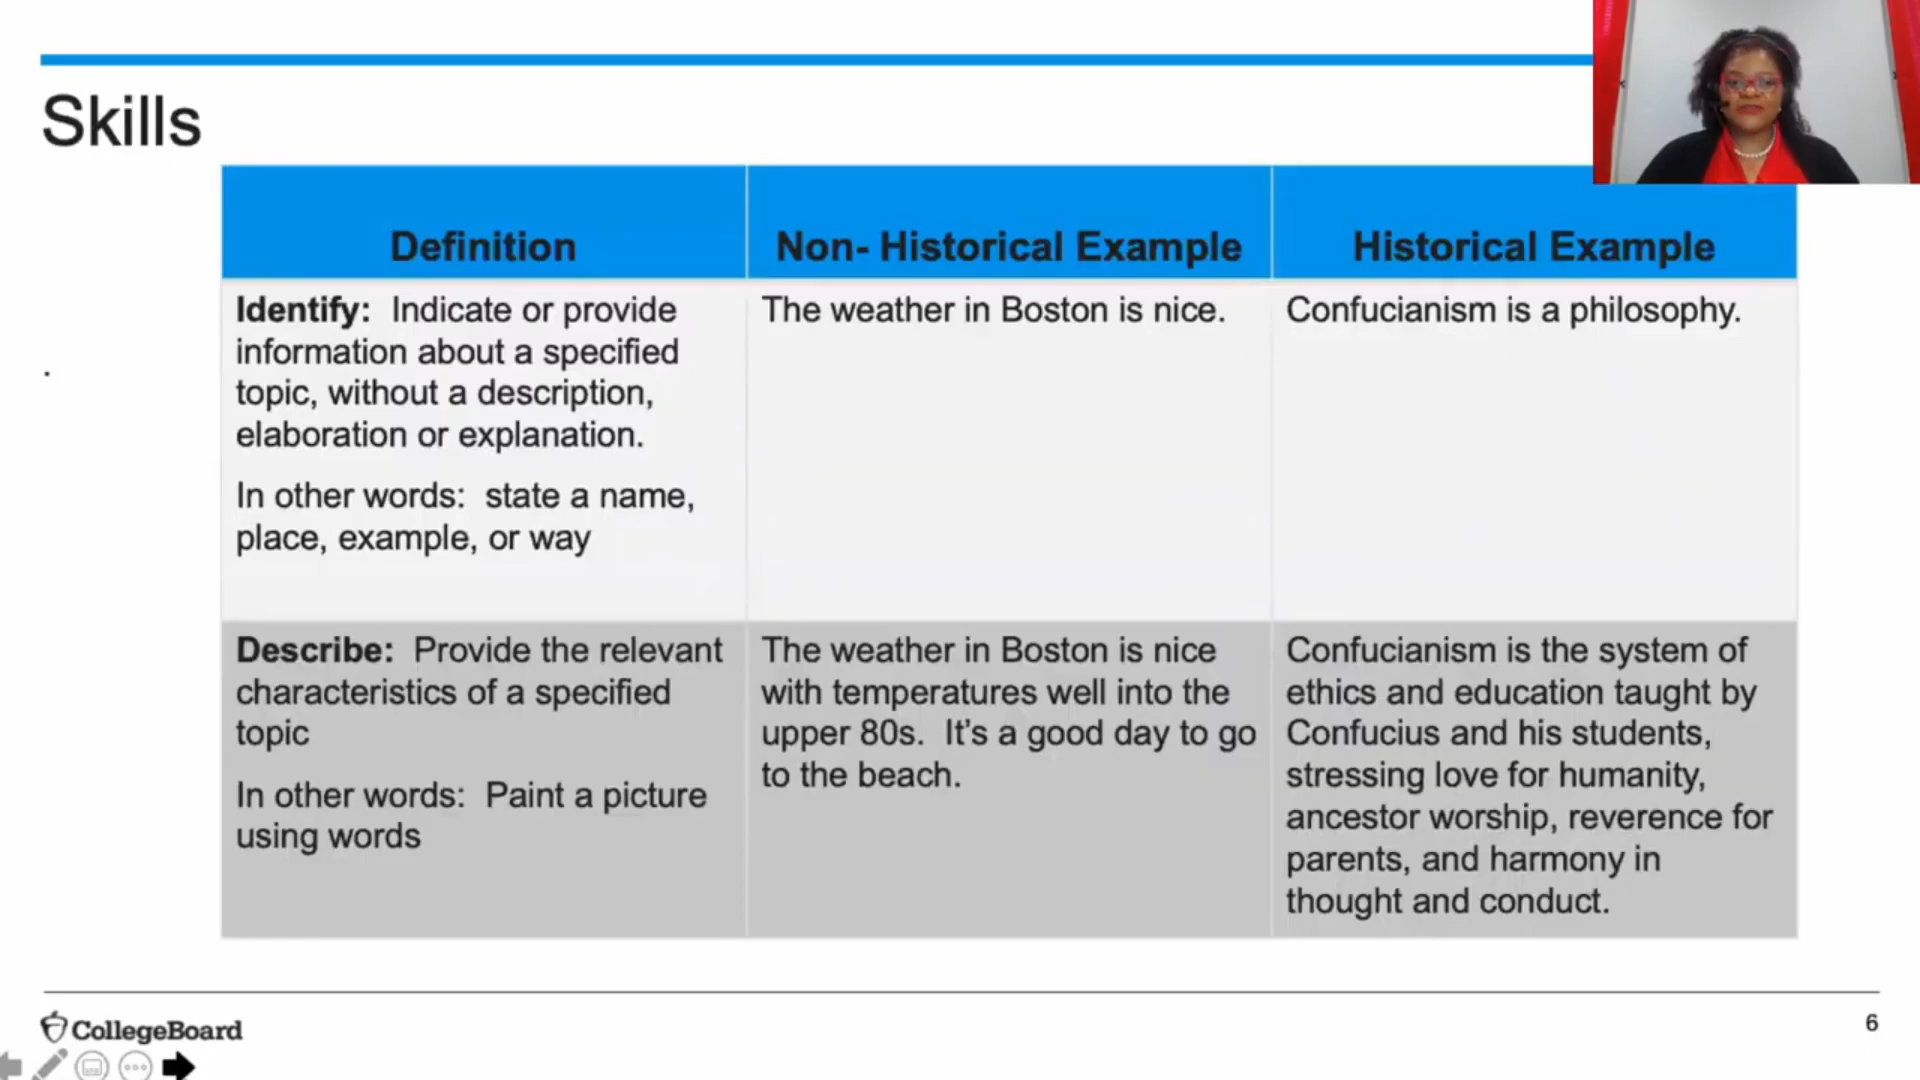 Skills
Definition
Non- Historical Example
Historical Example
Identify: Indicate or provide
information about a specified
topic, without a description,
elaboration or explanation.
In other words: state a name,
place, example, or way
The weather in Boston is nice.
Confucianism is a philosophy.
Describe: Provide the relevant
characteristics of a specified
topic
In other words: Paint a picture
using words
The weather in Boston is nice
with temperatures well into the
upper 80s. It's a good day to go
to the beach.
Confucianism is the system of
ethics and education taught by
Confucius and his students,
stressing love for humanity,
ancestor worship, reverence for
parents, and harmony in
thought and conduct.
CollegeBoard
6